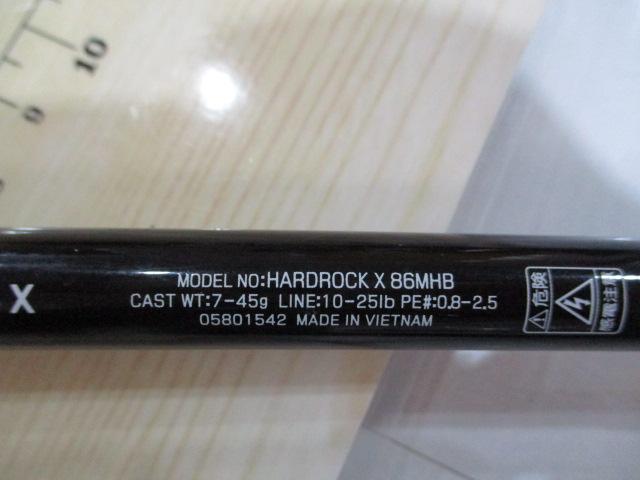 10
9
X
MODEL NO:HARDROCK X 86MHB
CAST WT:7-45g LINE:10-25lb PE#:0.8-2.5
05801542 MADE IN VIETNAM
危険
感電注意